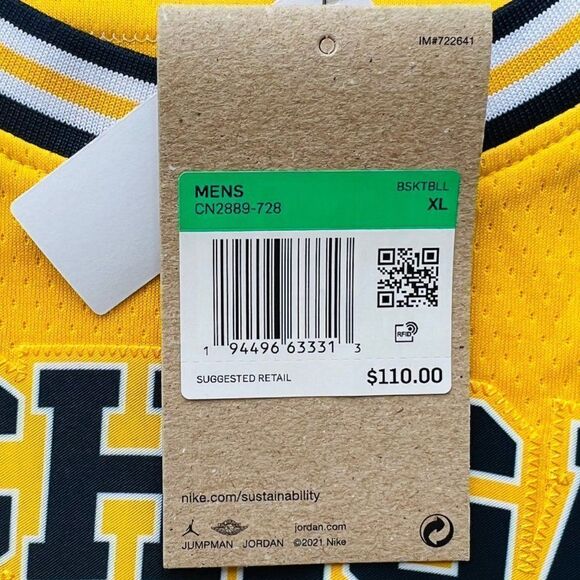 IM#722641
MENS BSKTBLL
CN2889-728 XL
RFID
1 94496 63331 3
SUGGESTED RETAIL $110.00
nike.com/sustainability
jordan.com
JUMPMAN JORDAN ©2021 Nike